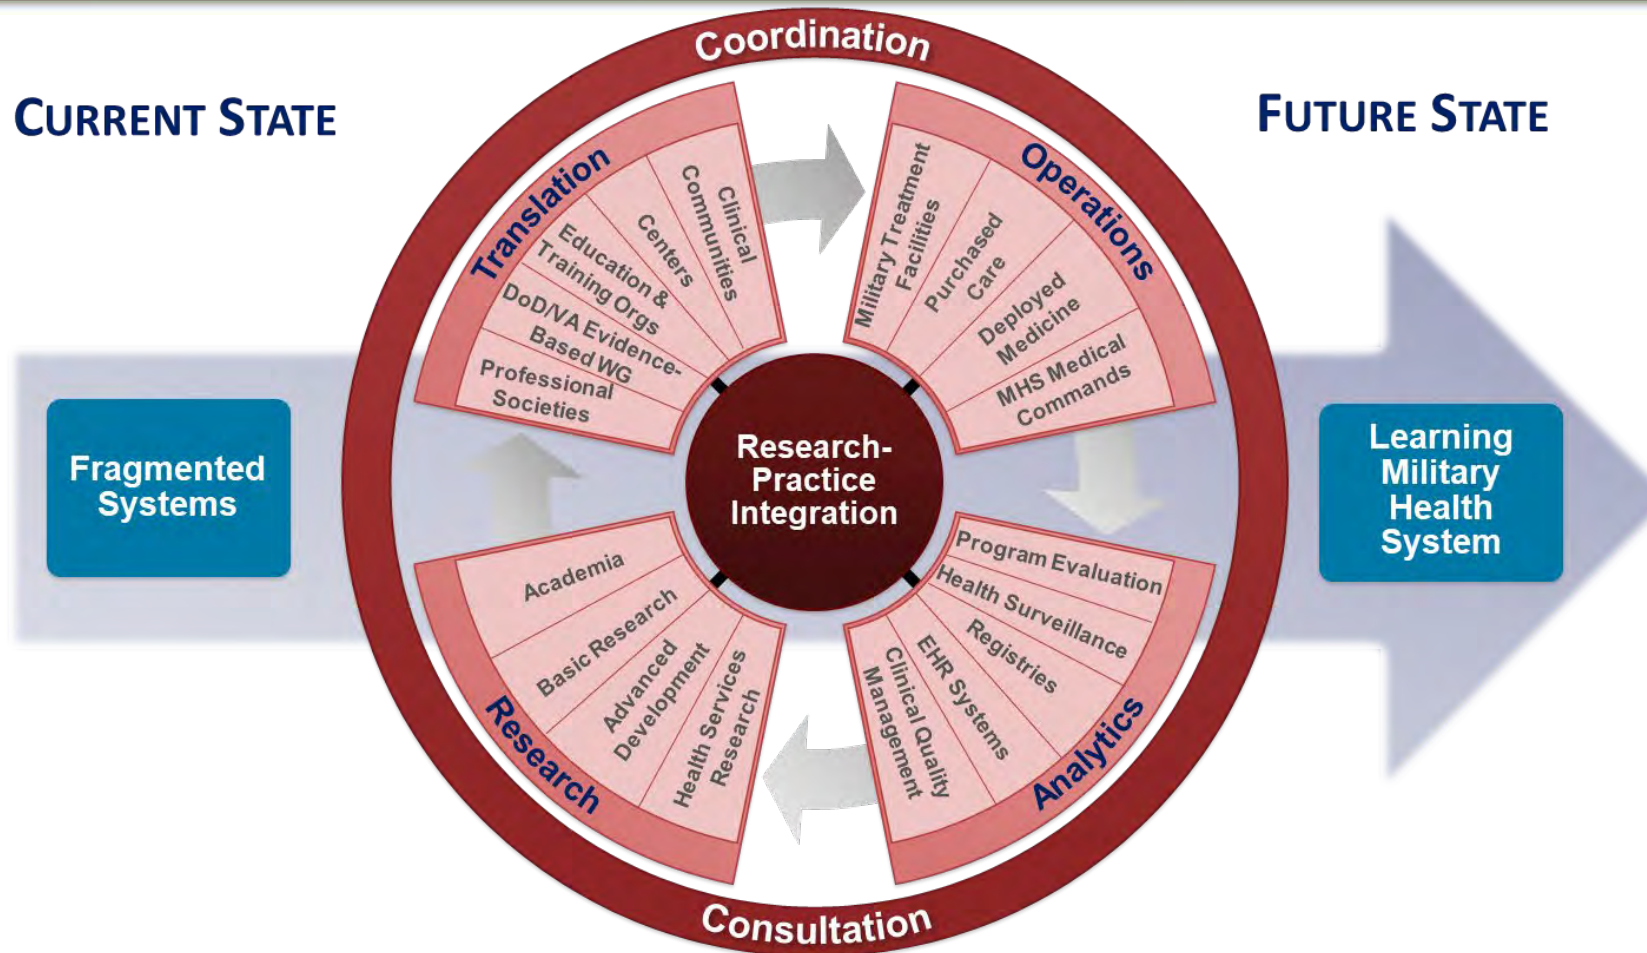 Coordination
CURRENT STATE
FUTURE STATE
Translation
Clinical
Communities
Centers
Education &
Training Orgs
DoD/VA Evidence-
Based WG
Professional
Societies
Operations
Military Treatment
Facilities
Purchased
Care
Deployed
Medicine
MHS Medical
Commands
Fragmented
Systems
Research-
Practice
Integration
Learning
Military
Health
System
Academia
Basic Research
Advanced
Development
Health Services
Research
Research
Program Evaluation
Health Surveillance
Registries
EHR Systems
Clinical Quality
Management
Analytics
Consultation